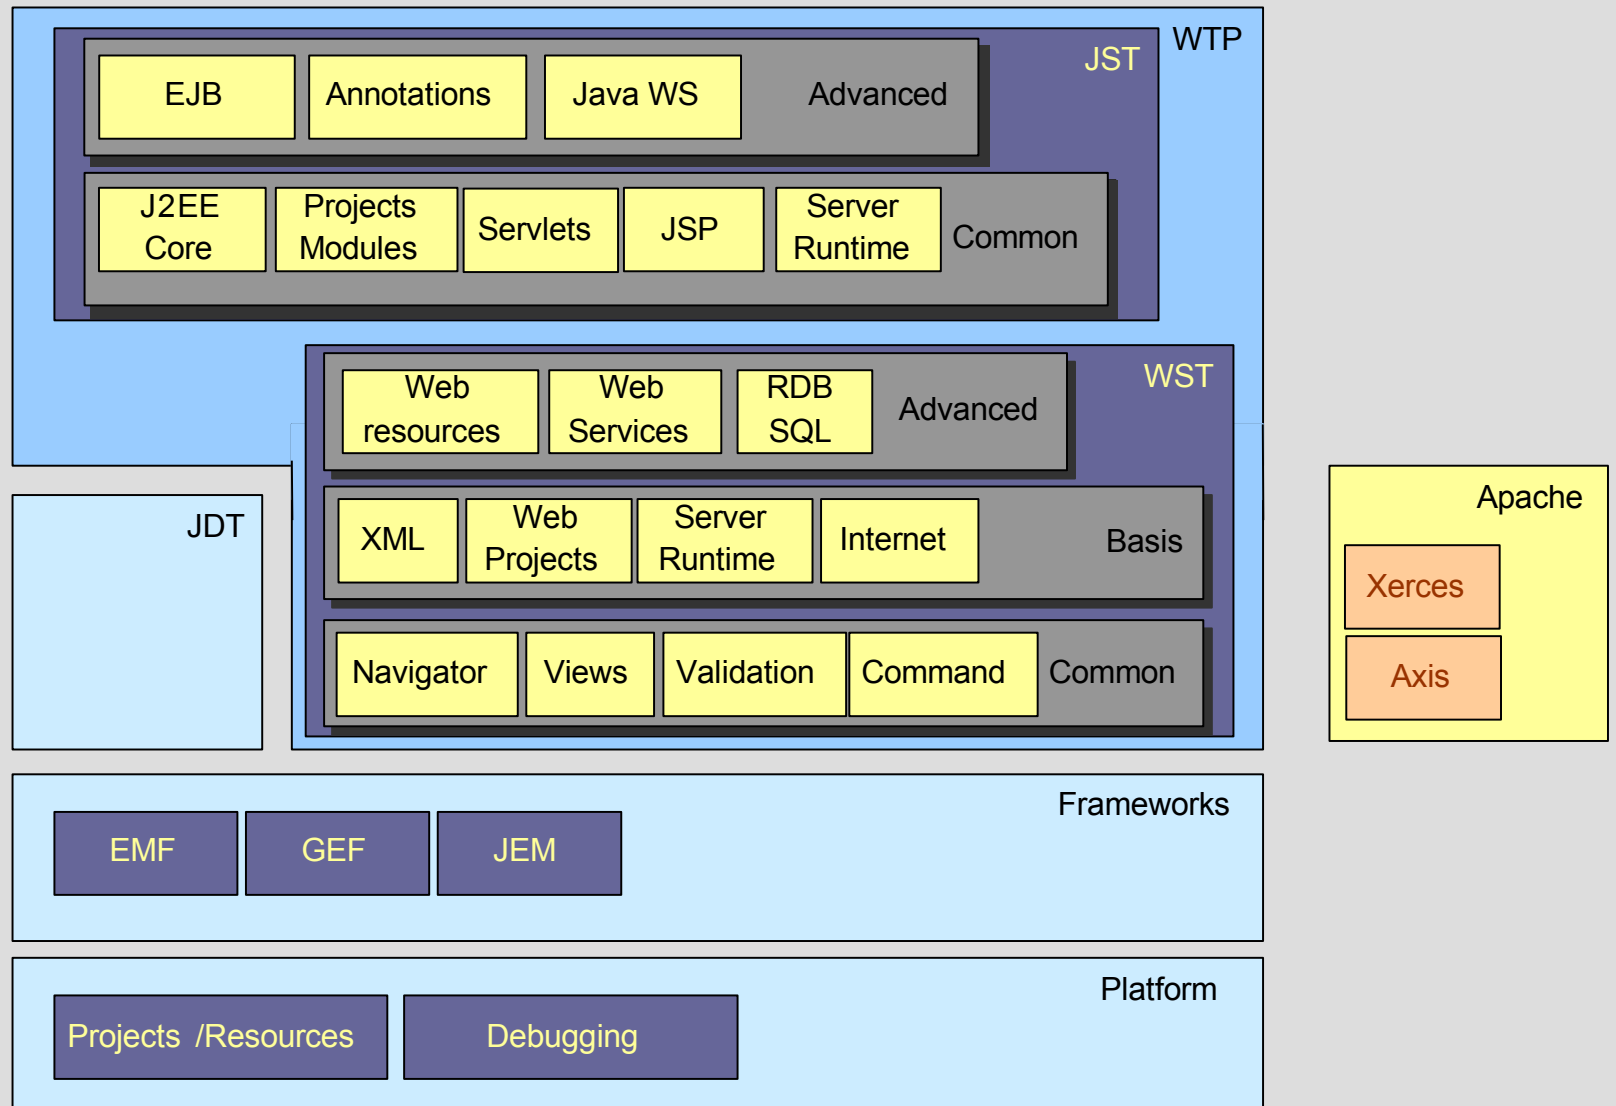 WTP
JST
EJB
Annotations
Java WS
Advanced
J2EE
Core
Projects
Modules
Servlets
JSP
Server
Runtime
Common
WST
Web
resources
Web
Services
RDB
SQL
Advanced
JDT
XML
Web
Projects
Server
Runtime
Internet
Basis
Navigator
Views
Validation
Command
Common
Apache
Xerces
Axis
Frameworks
EMF
GEF
JEM
Platform
Projects /Resources
Debugging